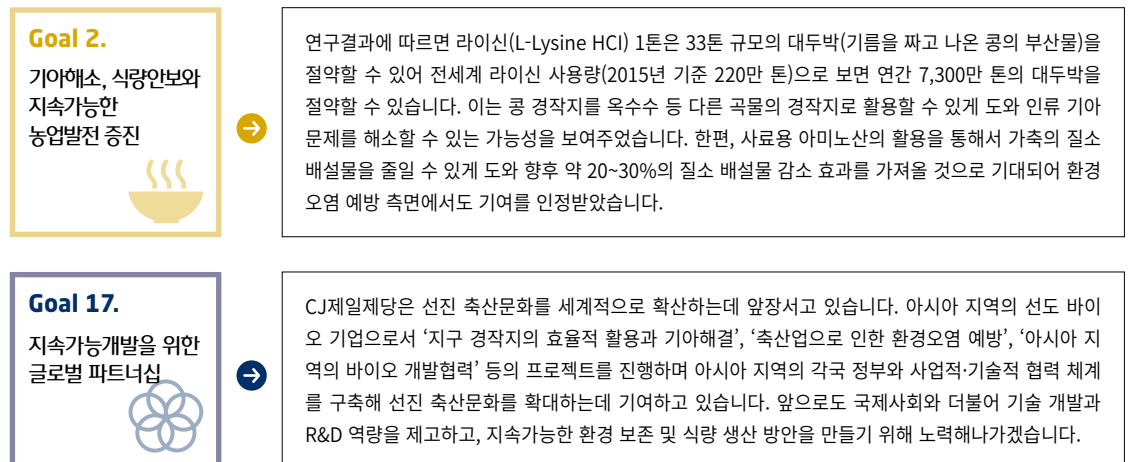 Goal 2.
기아해소, 식량안보와
지속가능한
농업발전 증진
연구결과에 따르면 라이신(L-Lysine HCI) 1톤은 33톤 규모의 대두박(기름을 짜고 나온 콩의 부산물)을
절약할 수 있어 전세계 라이신 사용량(2015년 기준 220만 톤)으로 보면 연간 7,300만 톤의 대두박을
절약할 수 있습니다. 이는 콩 경작지를 옥수수 등 다른 곡물의 경작지로 활용할 수 있게 도와 인류 기아
문제를 해소할 수 있는 가능성을 보여주었습니다. 한편, 사료용 아미노산의 활용을 통해서 가축의 질소
배설물을 줄일 수 있게 도와 향후 약 20~30%의 질소 배설물 감소 효과를 가져올 것으로 기대되어 환경
오염 예방 측면에서도 기여를 인정받았습니다.
Goal 17.
지속가능개발을 위한
글로벌 파트너십
CJ제일제당은 선진 축산문화를 세계적으로 확산하는데 앞장서고 있습니다. 아시아 지역의 선도 바이
오 기업으로서 ‘지구 경작지의 효율적 활용과 기아해결’, ‘축산업으로 인한 환경오염 예방’, ‘아시아 지
역의 바이오 개발협력’ 등의 프로젝트를 진행하며 아시아 지역의 각국 정부와 사업적·기술적 협력 체계
를 구축해 선진 축산문화를 확대하는데 기여하고 있습니다. 앞으로도 국제사회와 더불어 기술 개발과
R&D 역량을 제고하고, 지속가능한 환경 보존 및 식량 생산 방안을 만들기 위해 노력해나가겠습니다.